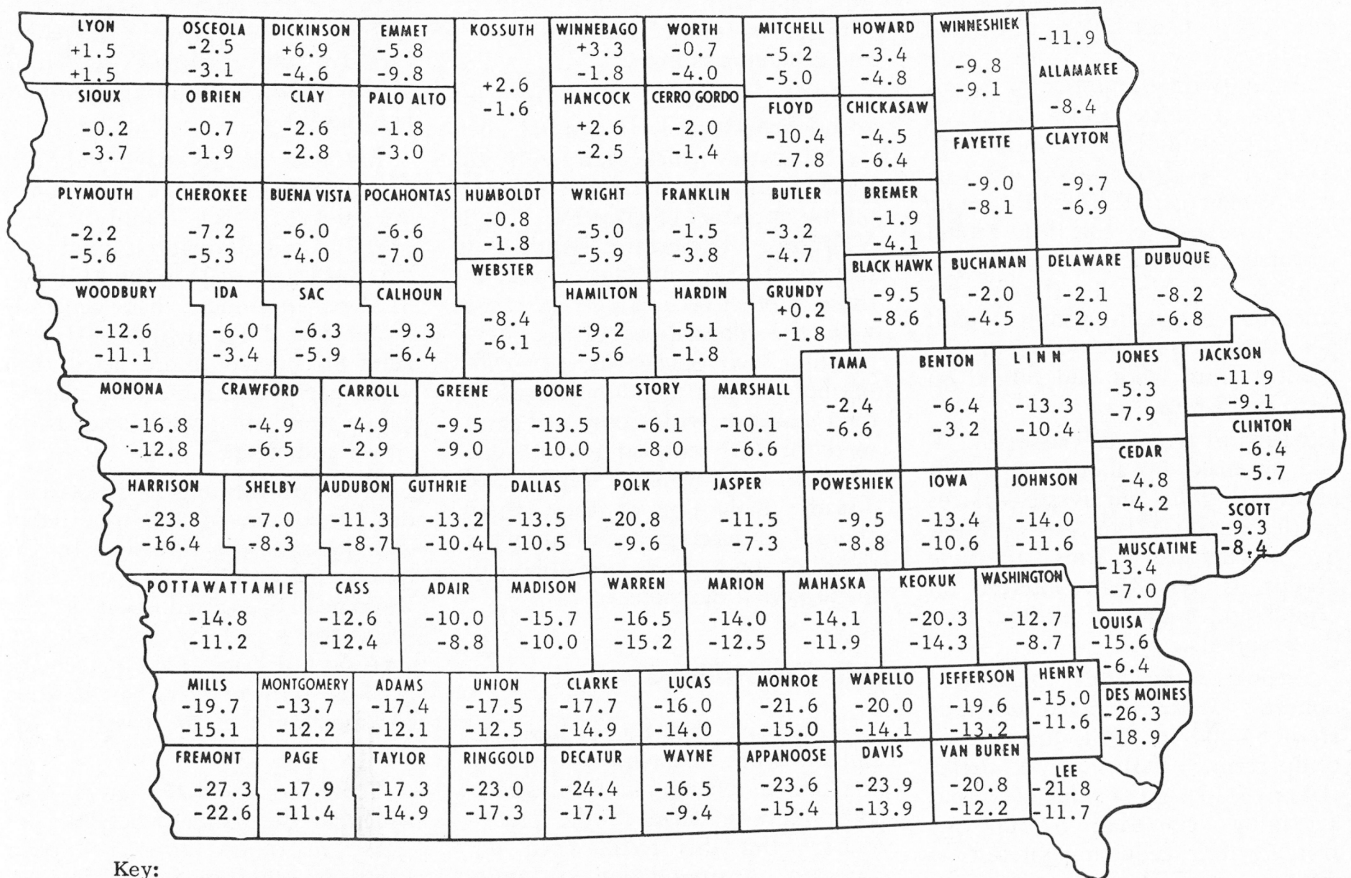 LYON
+1.5
+1.5
OSCEOLA
-2.5
-3.1
DICKINSON
+6.9
-4.6
EMMET
-5.8
-9.8
KOSSUTH
+2.6
-1.6
WINNEBAGO
+3.3
-1.8
WORTH
-0.7
-4.0
MITCHELL
-5.2
-5.0
HOWARD
-3.4
-4.8
WINNESHIEK
-9.8
-9.1
-11.9
ALLAMAKEE
-8.4
SIOUX
-0.2
-3.7
O BRIEN
-0.7
-1.9
CLAY
-2.6
-2.8
PALO ALTO
-1.8
-3.0
HANCOCK
+2.6
-2.5
CERRO GORDO
-2.0
-1.4
FLOYD
-10.4
-7.8
CHICKASAW
-4.5
-6.4
FAYETTE
-9.0
-8.1
CLAYTON
-9.7
-6.9
PLYMOUTH
-2.2
-5.6
CHEROKEE
-7.2
-5.3
BUENA VISTA
-6.0
-4.0
POCAHONTAS
-6.6
-7.0
HUMBOLDT
-0.8
-1.8
WRIGHT
-5.0
-5.9
FRANKLIN
-1.5
-3.8
BUTLER
-3.2
-4.7
BREMER
-1.9
-4.1
WOODBURY
-12.6
-11.1
IDA
-6.0
-3.4
SAC
-6.3
-5.9
CALHOUN
-9.3
-6.4
WEBSTER
-8.4
-6.1
HAMILTON
-9.2
-5.6
HARDIN
-5.1
-1.8
GRUNDY
+0.2
-1.8
BLACK HAWK
-9.5
-8.6
BUCHANAN
-2.0
-4.5
DELAWARE
-2.1
-2.9
DUBUQUE
-8.2
-6.8
MONONA
-16.8
-12.8
CRAWFORD
-4.9
-6.5
CARROLL
-4.9
-2.9
GREENE
-9.5
-9.0
BOONE
-13.5
-10.0
STORY
-6.1
-8.0
MARSHALL
-10.1
-6.6
TAMA
-2.4
-6.6
BENTON
-6.4
-3.2
LINN
-13.3
-10.4
JONES
-5.3
-7.9
JACKSON
-11.9
-9.1
CLINTON
-6.4
-5.7
CEDAR
-4.8
-4.2
HARRISON
-23.8
-16.4
SHELBY
-7.0
-8.3
AUDUBON
-11.3
-8.7
GUTHRIE
-13.2
-10.4
DALLAS
-13.5
-10.5
POLK
-20.8
-9.6
JASPER
-11.5
-7.3
POWESHIEK
-9.5
-8.8
IOWA
-13.4
-10.6
JOHNSON
-14.0
-11.6
SCOTT
-9.3
-8.4
MUSCATINE
-13.4
-7.0
POTTAWATTAMIE
-14.8
-11.2
CASS
-12.6
-12.4
ADAIR
-10.0
-8.8
MADISON
-15.7
-10.0
WARREN
-16.5
-15.2
MARION
-14.0
-12.5
MAHASKA
-14.1
-11.9
KEOKUK
-20.3
-14.3
WASHINGTON
-12.7
-8.7
LOUISA
-15.6
-6.4
MILLS
-19.7
-15.1
MONTGOMERY
-13.7
-12.2
ADAMS
-17.4
-12.1
UNION
-17.5
-12.5
CLARKE
-17.7
-14.9
LUCAS
-16.0
-14.0
MONROE
-21.6
-15.0
WAPELLO
-20.0
-14.1
JEFFERSON
-19.6
-13.2
HENRY
-15.0
-11.6
DES MOINES
-26.3
-18.9
FREMONT
-27.3
-22.6
PAGE
-17.9
-11.4
TAYLOR
-17.3
-14.9
RINGGOLD
-23.0
-17.3
DECATUR
-24.4
-17.1
WAYNE
-16.5
-9.4
APPANOOSE
-23.6
-15.4
DAVIS
-23.9
-13.9
VAN BUREN
-20.8
-12.2
LEE
-21.8
-11.7
Key: